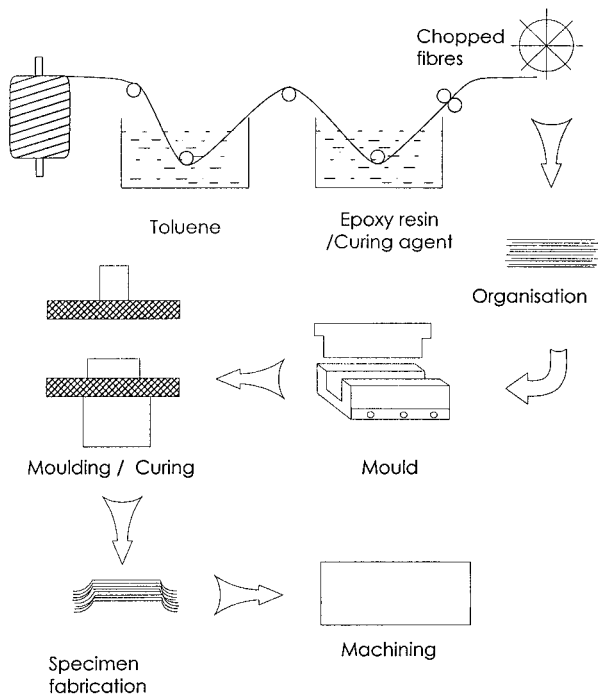 Chopped
fibres
Toluene
Epoxy resin
/Curing agent
Organisation
Moulding / Curing
Mould
Specimen
fabrication
Machining